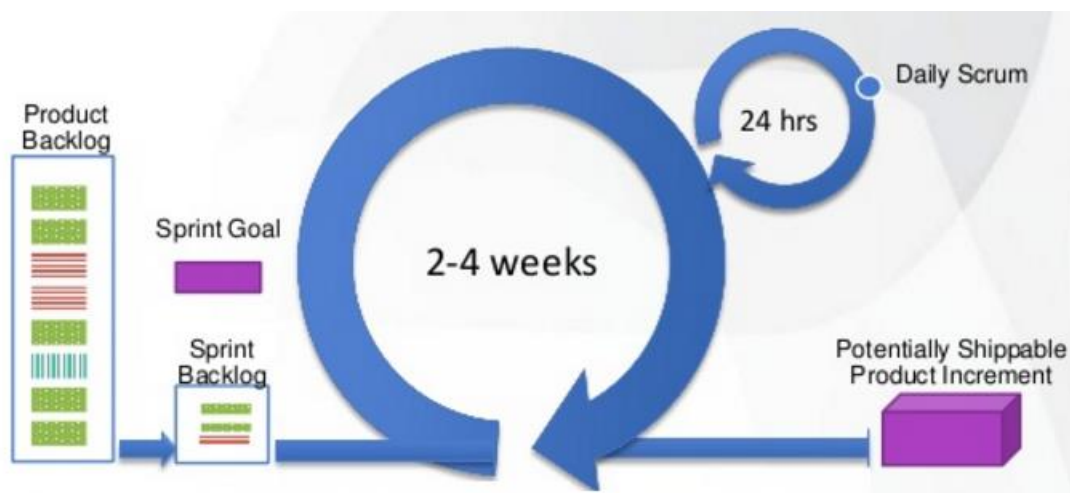 Product
Backlog
Sprint Goal
Sprint
Backlog
2-4 weeks
24 hrs
Daily Scrum
Potentially Shippable
Product Increment